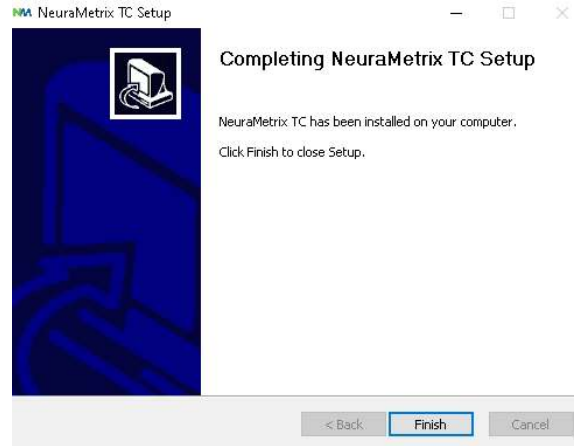 NM NeuraMetrix TC Setup
Completing NeuraMetrix TC Setup
NeuraMetrix TC has been installed on your computer.
Click Finish to close Setup.
< Back Finish Cancel